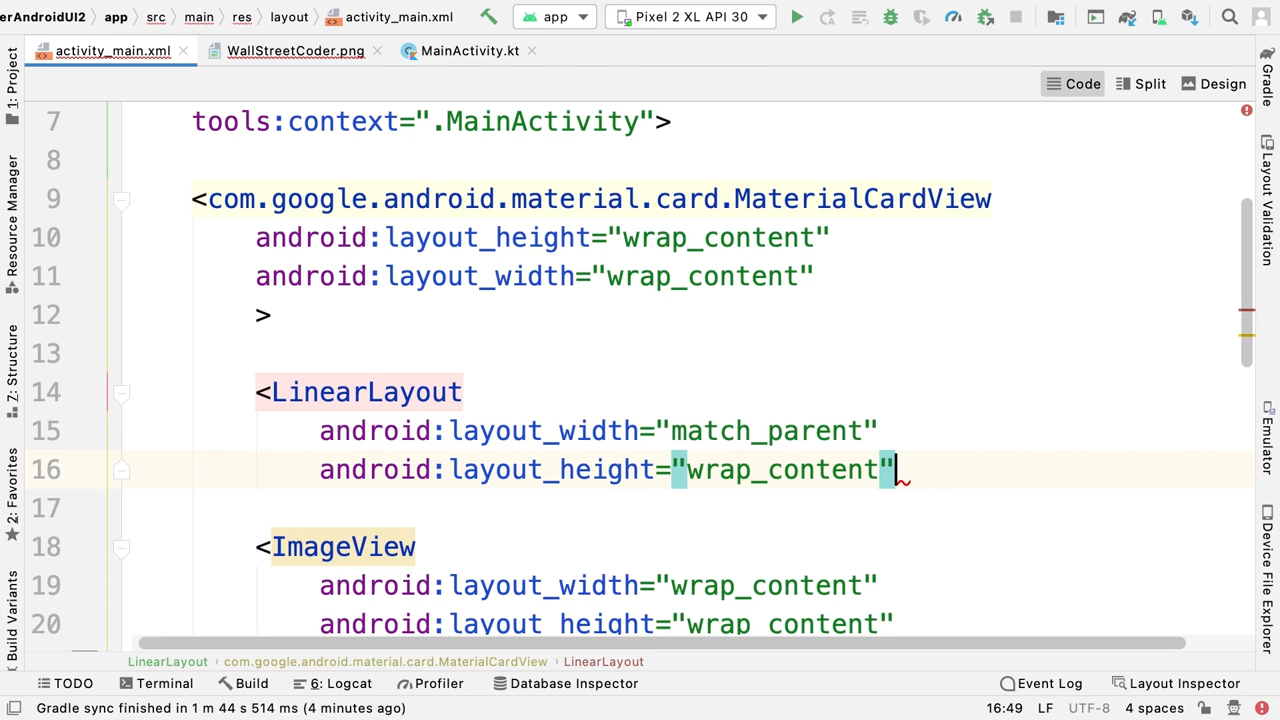 erAndroidUI2 app src main res layout activity_main.xml app Pixel 2 XL API 30
activity_main.xml WallStreetCoder.png MainActivity.kt
Code Split Design
7 tools:context=".MainActivity">
8
9 <com.google.android.material.card.MaterialCardView
10 android:layout_height="wrap_content"
11 android:layout_width="wrap_content"
12 >
13
14 <LinearLayout
15 android:layout_width="match_parent"
16 android:layout_height="wrap_content"
17
18 <ImageView
19 android:layout_width="wrap_content"
20 android:layout_height="wrap_content"
1: Project
Resource Manager
Z: Structure
2: Favorites
Build Variants
Gradle
Layout Validation
Emulator
Device File Explorer
LinearLayout › com.google.android.material.card.MaterialCardView › LinearLayout
TODO Terminal Build 6: Logcat Profiler Database Inspector Event Log Layout Inspector
Gradle sync finished in 1 m 44 s 514 ms (4 minutes ago) 16:49 LF UTF-8 4 spaces